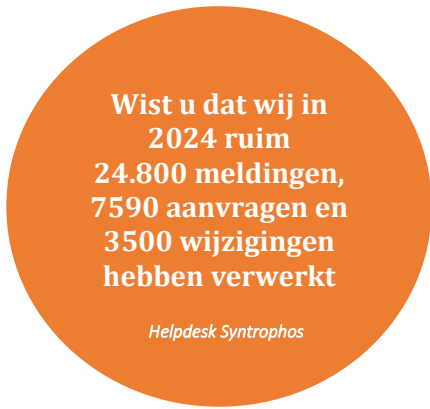 Wist u dat wij in
2024 ruim
24.800 meldingen,
7590 aanvragen en
3500 wijzigingen
hebben verwerkt
Helpdesk Syntrophos